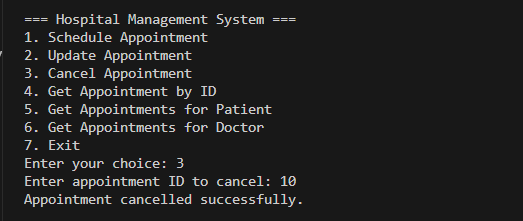 === Hospital Management System ===
1. Schedule Appointment
2. Update Appointment
3. Cancel Appointment
4. Get Appointment by ID
5. Get Appointments for Patient
6. Get Appointments for Doctor
7. Exit
Enter your choice: 3
Enter appointment ID to cancel: 10
Appointment cancelled successfully.